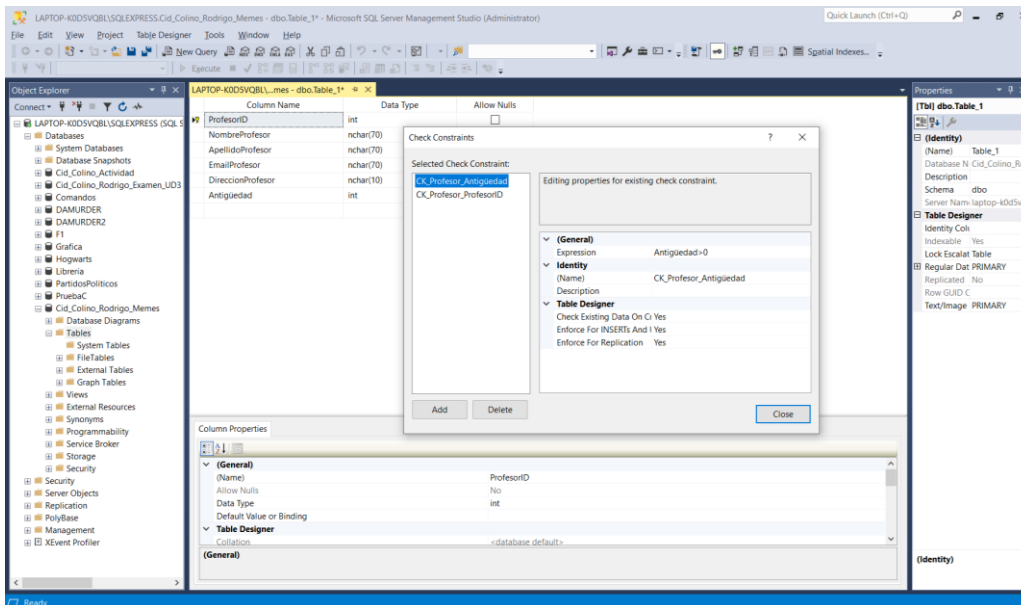 LAPTOP-K0D5VQBL\SQLEXPRESS.Cid_Colino_Rodrigo_Memes - dbo.Table_1* - Microsoft SQL Server Management Studio (Administrator)
Quick Launch (Ctrl+Q)
File Edit View Project Table Designer Tools Window Help
New Query
Spatial Indexes...
Execute
Object Explorer
Connect
LAPTOP-K0D5VQBL\SQLEXPRESS (SQL S
Databases
System Databases
Database Snapshots
Cid_Colino_Actividad
Cid_Colino_Rodrigo_Examen_UD3
Comandos
DAMURDER
DAMURDER2
F1
Grafica
Hogwarts
Libreria
PartidosPoliticos
PruebaC
Cid_Colino_Rodrigo_Memes
Database Diagrams
Tables
System Tables
FileTables
External Tables
Graph Tables
Views
External Resources
Synonyms
Programmability
Service Broker
Storage
Security
Security
Server Objects
Replication
PolyBase
Management
XEvent Profiler
LAPTOP-K0D5VQBL\...mes - dbo.Table_1*
Column Name Data Type Allow Nulls
ProfesorID int
NombreProfesor nchar(70)
ApellidoProfesor nchar(70)
EmailProfesor nchar(70)
DireccionProfesor nchar(10)
Antigüedad int
Check Constraints ? X
Selected Check Constraint:
CK_Profesor_Antigüedad
CK_Profesor_ProfesorID
Editing properties for existing check constraint.
(General)
Expression Antigüedad>0
Identity
(Name) CK_Profesor_Antigüedad
Description
Table Designer
Check Existing Data On Cr Yes
Enforce For INSERTs And I Yes
Enforce For Replication Yes
Add Delete
Close
Column Properties
(General)
(Name) ProfesorID
Allow Nulls No
Data Type int
Default Value or Binding
Table Designer
Collation <database default>
(General)
Properties
[Tbl] dbo.Table_1
(Identity)
(Name) Table_1
Database N Cid_Colino_R
Description
Schema dbo
Server Nam laptop-k0d5v
Table Designer
Identity Col
Indexable Yes
Lock Escalat Table
Regular Dat PRIMARY
Replicated No
Row GUID C
Text/Image PRIMARY
(Identity)
Ready